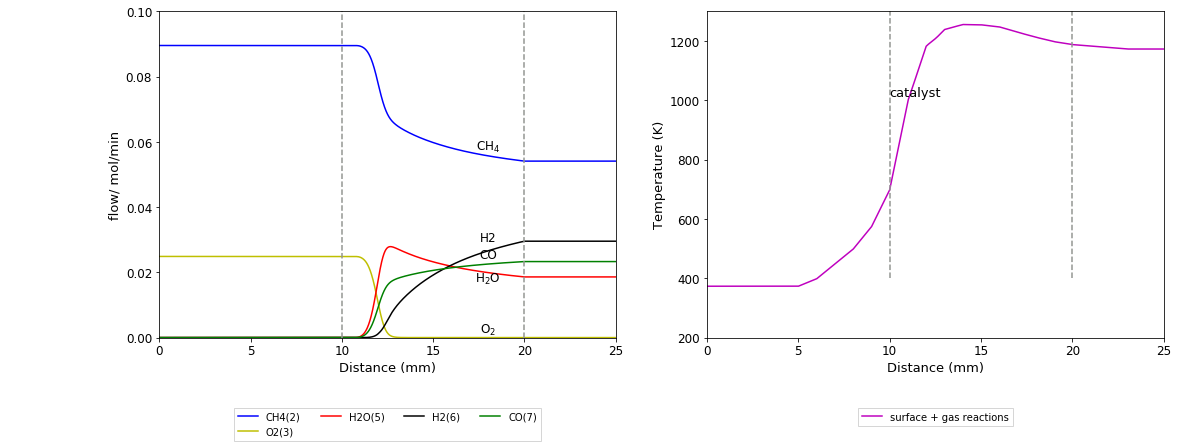 0.10
0.08
0.06
0.04
0.02
0.00
flow/ mol/min
CH4
H2
CO
H2O
O2
0 5 10 15 20 25
Distance (mm)
CH4(2) H2O(5) H2(6) CO(7)
O2(3)
1200
1000
800
600
400
200
Temperature (K)
catalyst
0 5 10 15 20 25
Distance (mm)
surface + gas reactions